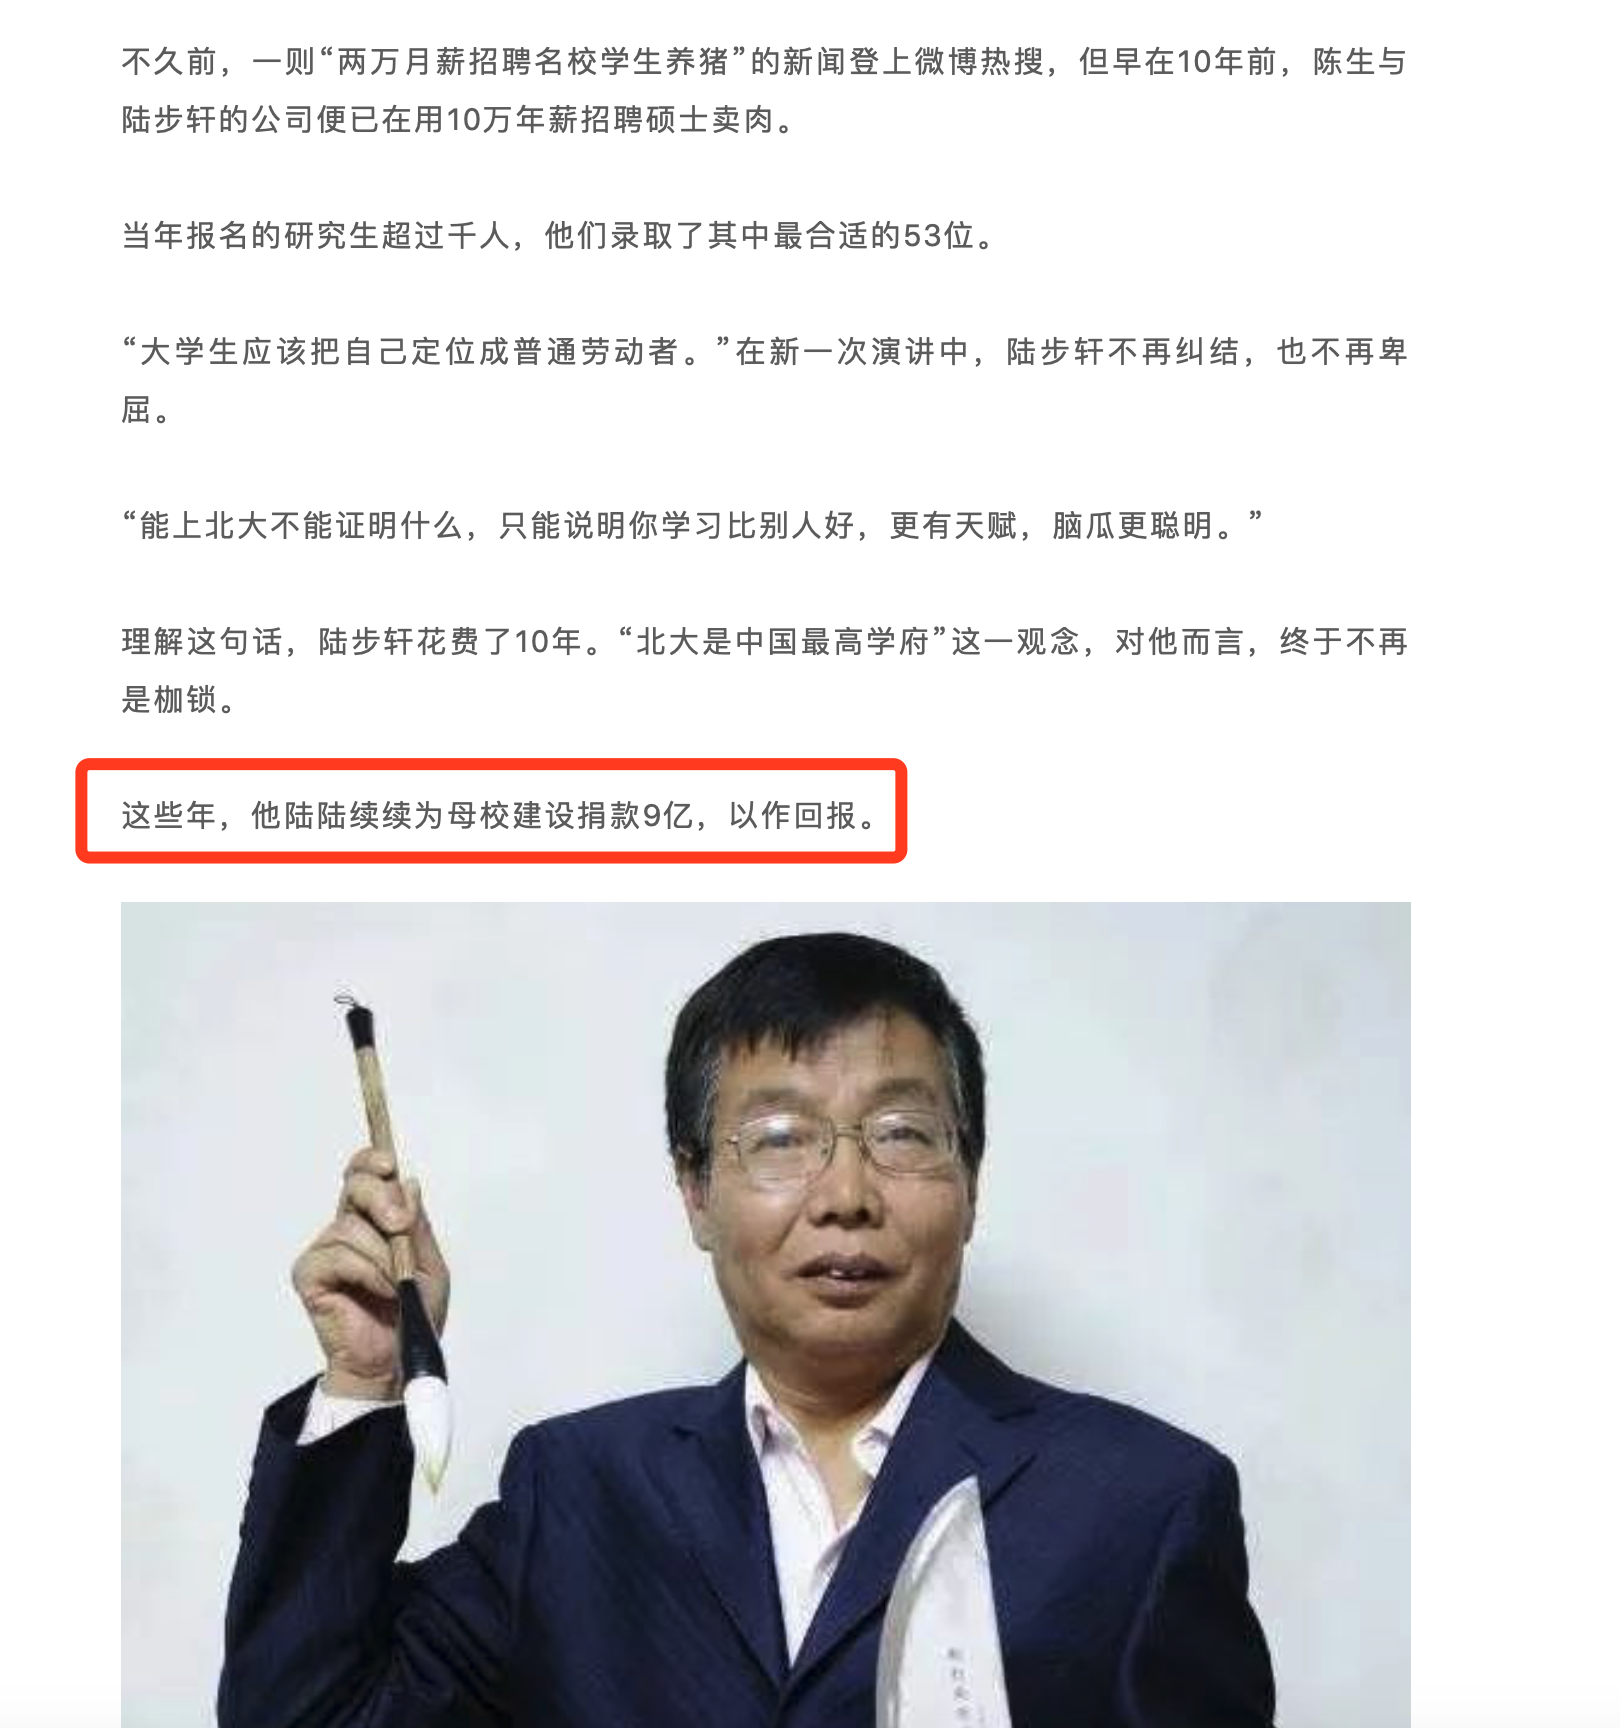 不久前，一则“两万月薪招聘名校学生养猪”的新闻登上微博热搜，但早在10年前，陈生与
陆步轩的公司便已在用10万年薪招聘硕士卖肉。
当年报名的研究生超过千人，他们录取了其中最合适的53位。
“大学生应该把自己定位成普通劳动者。”在新一次演讲中，陆步轩不再纠结，也不再卑
屈。
“能上北大不能证明什么，只能说明你学习比别人好，更有天赋，脑瓜更聪明。”
理解这句话，陆步轩花费了10年。“北大是中国最高学府”这一观念，对他而言，终于不再
是枷锁。
这些年，他陆陆续续为母校建设捐款9亿，以作回报。